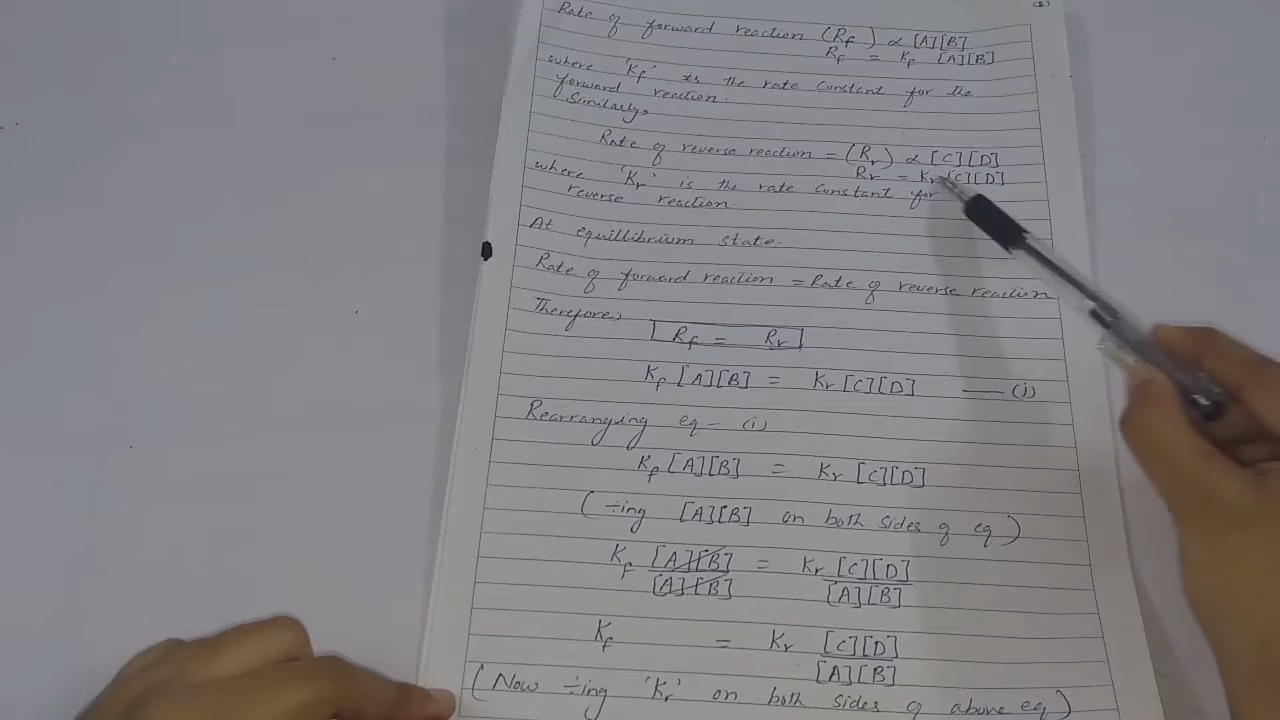 (2)
Rate of forward reaction (Rf) ∝ [A][B]
Rf = Kf [A][B]
where 'Kf' is the rate constant for the
forward reaction.
Similarly,
Rate of reverse reaction = (Rr) ∝ [C][D]
Rr = Kr [C][D]
where 'Kr' is the rate constant for
reverse reaction.
At equillibrium state.
Rate of forward reaction = Rate of reverse reaction
Therefore,
Rf = Rr
Kf [A][B] = Kr [C][D] —— (i)
Rearranging eq - (i)
Kf [A][B] = Kr [C][D]
(÷ing [A][B] on both sides of eq)
Kf [A][B] = Kr [C][D]
[A][B] [A][B]
Kf = Kr [C][D]
[A][B]
(Now ÷ing 'Kr' on both sides of above eq)